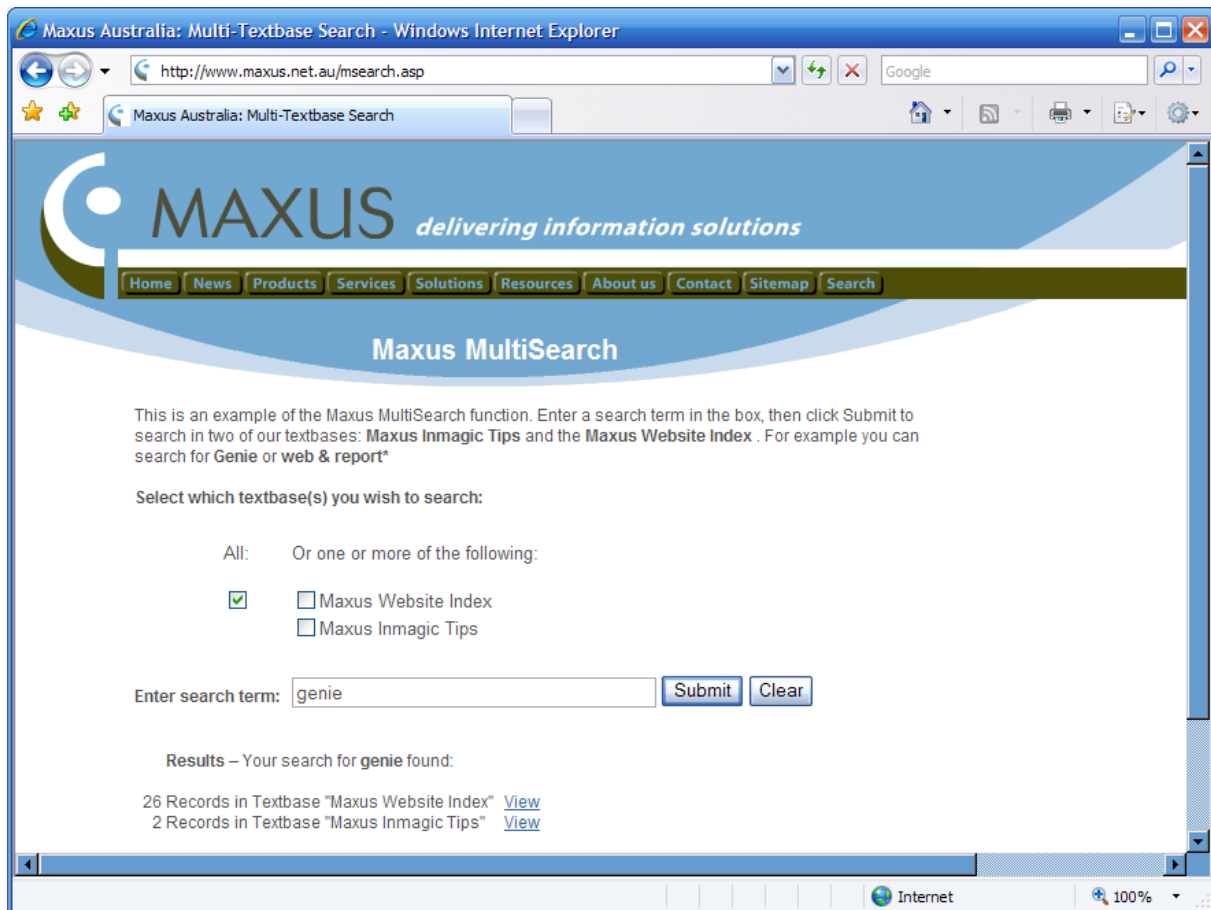 Maxus Australia: Multi-Textbase Search - Windows Internet Explorer
http://www.maxus.net.au/msearch.asp
Google
Maxus Australia: Multi-Textbase Search
MAXUS delivering information solutions
Home News Products Services Solutions Resources About us Contact Sitemap Search
Maxus MultiSearch
This is an example of the Maxus MultiSearch function. Enter a search term in the box, then click Submit to
search in two of our textbases: Maxus Inmagic Tips and the Maxus Website Index . For example you can
search for Genie or web & report*
Select which textbase(s) you wish to search:
All: Or one or more of the following:
Maxus Website Index
Maxus Inmagic Tips
Enter search term: genie Submit Clear
Results – Your search for genie found:
26 Records in Textbase "Maxus Website Index" View
2 Records in Textbase "Maxus Inmagic Tips" View
Internet 100%